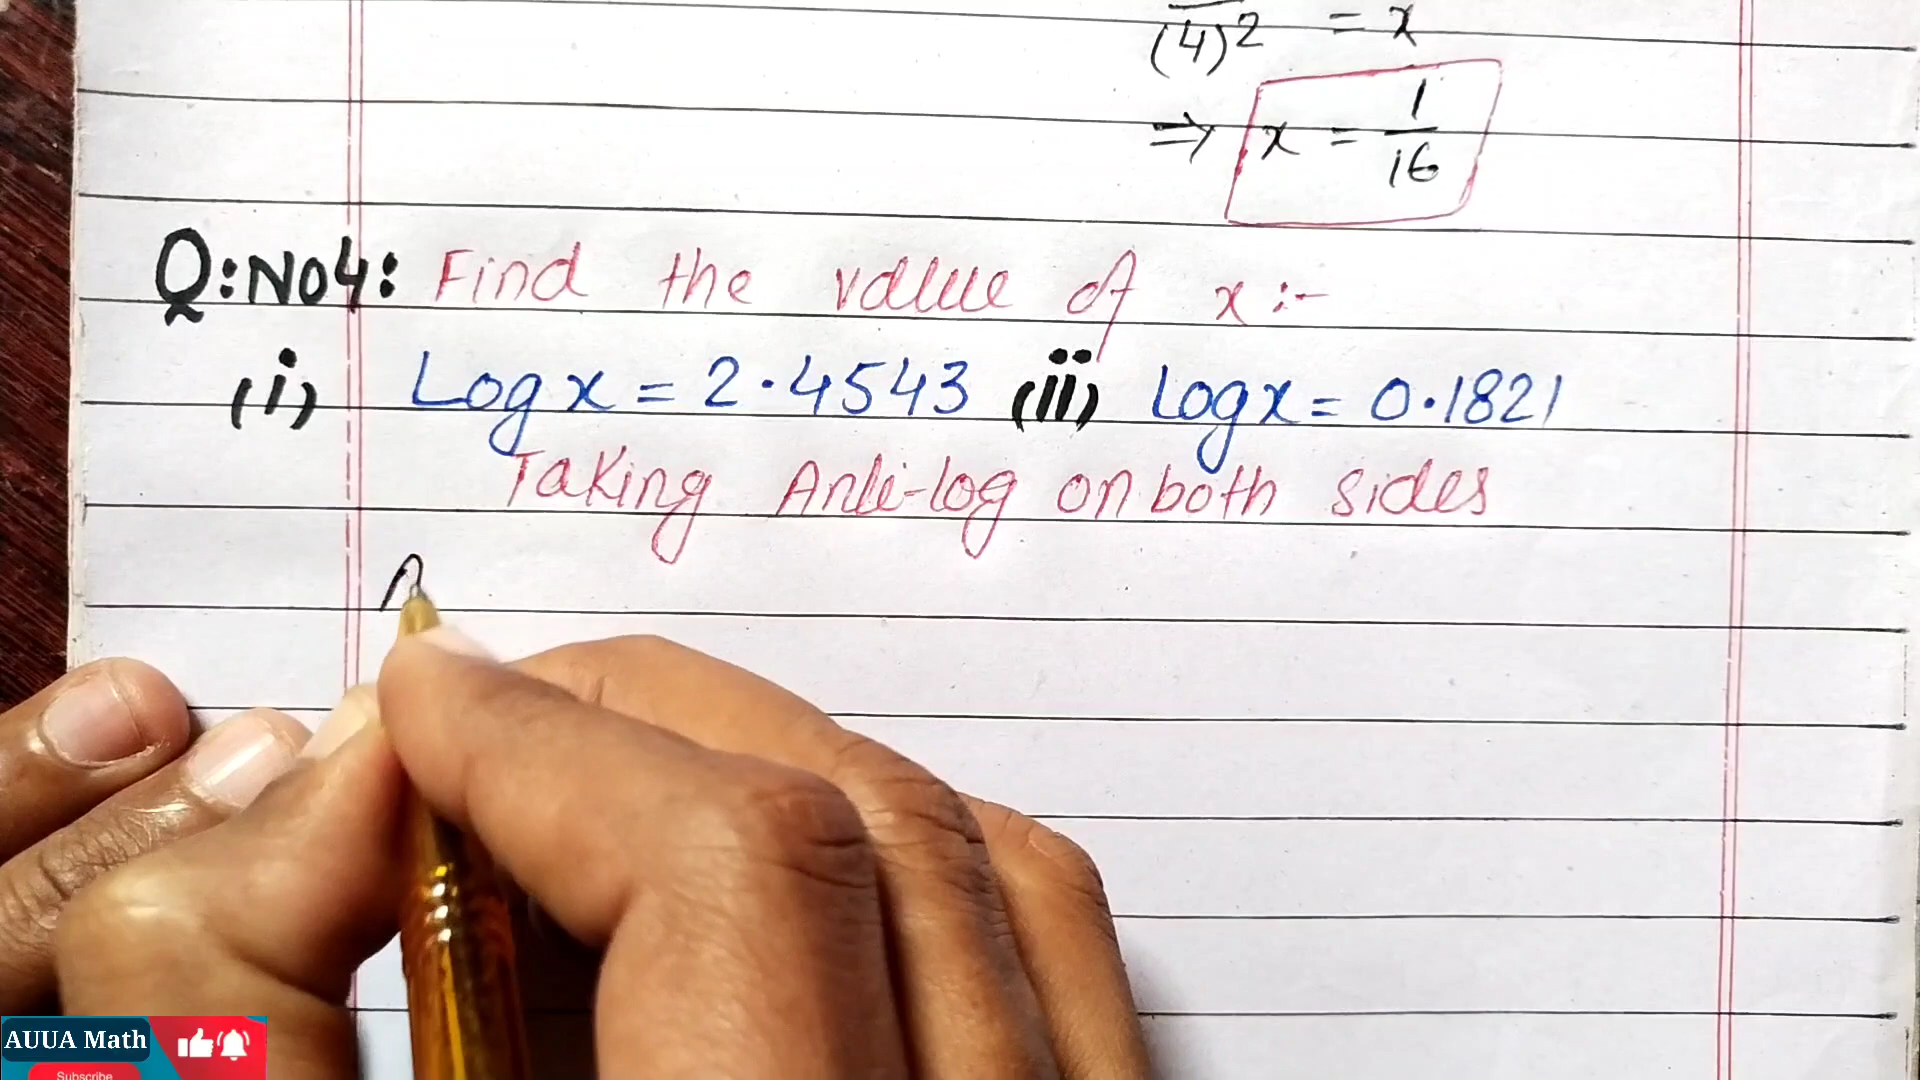 (4)² = x
⇒ x = 1/16
Q:No4: Find the value of x:-
(i) Log x = 2.4543 (ii) Log x = 0.1821
Taking Anti-log on both sides
A
AUUA Math
Subscribe